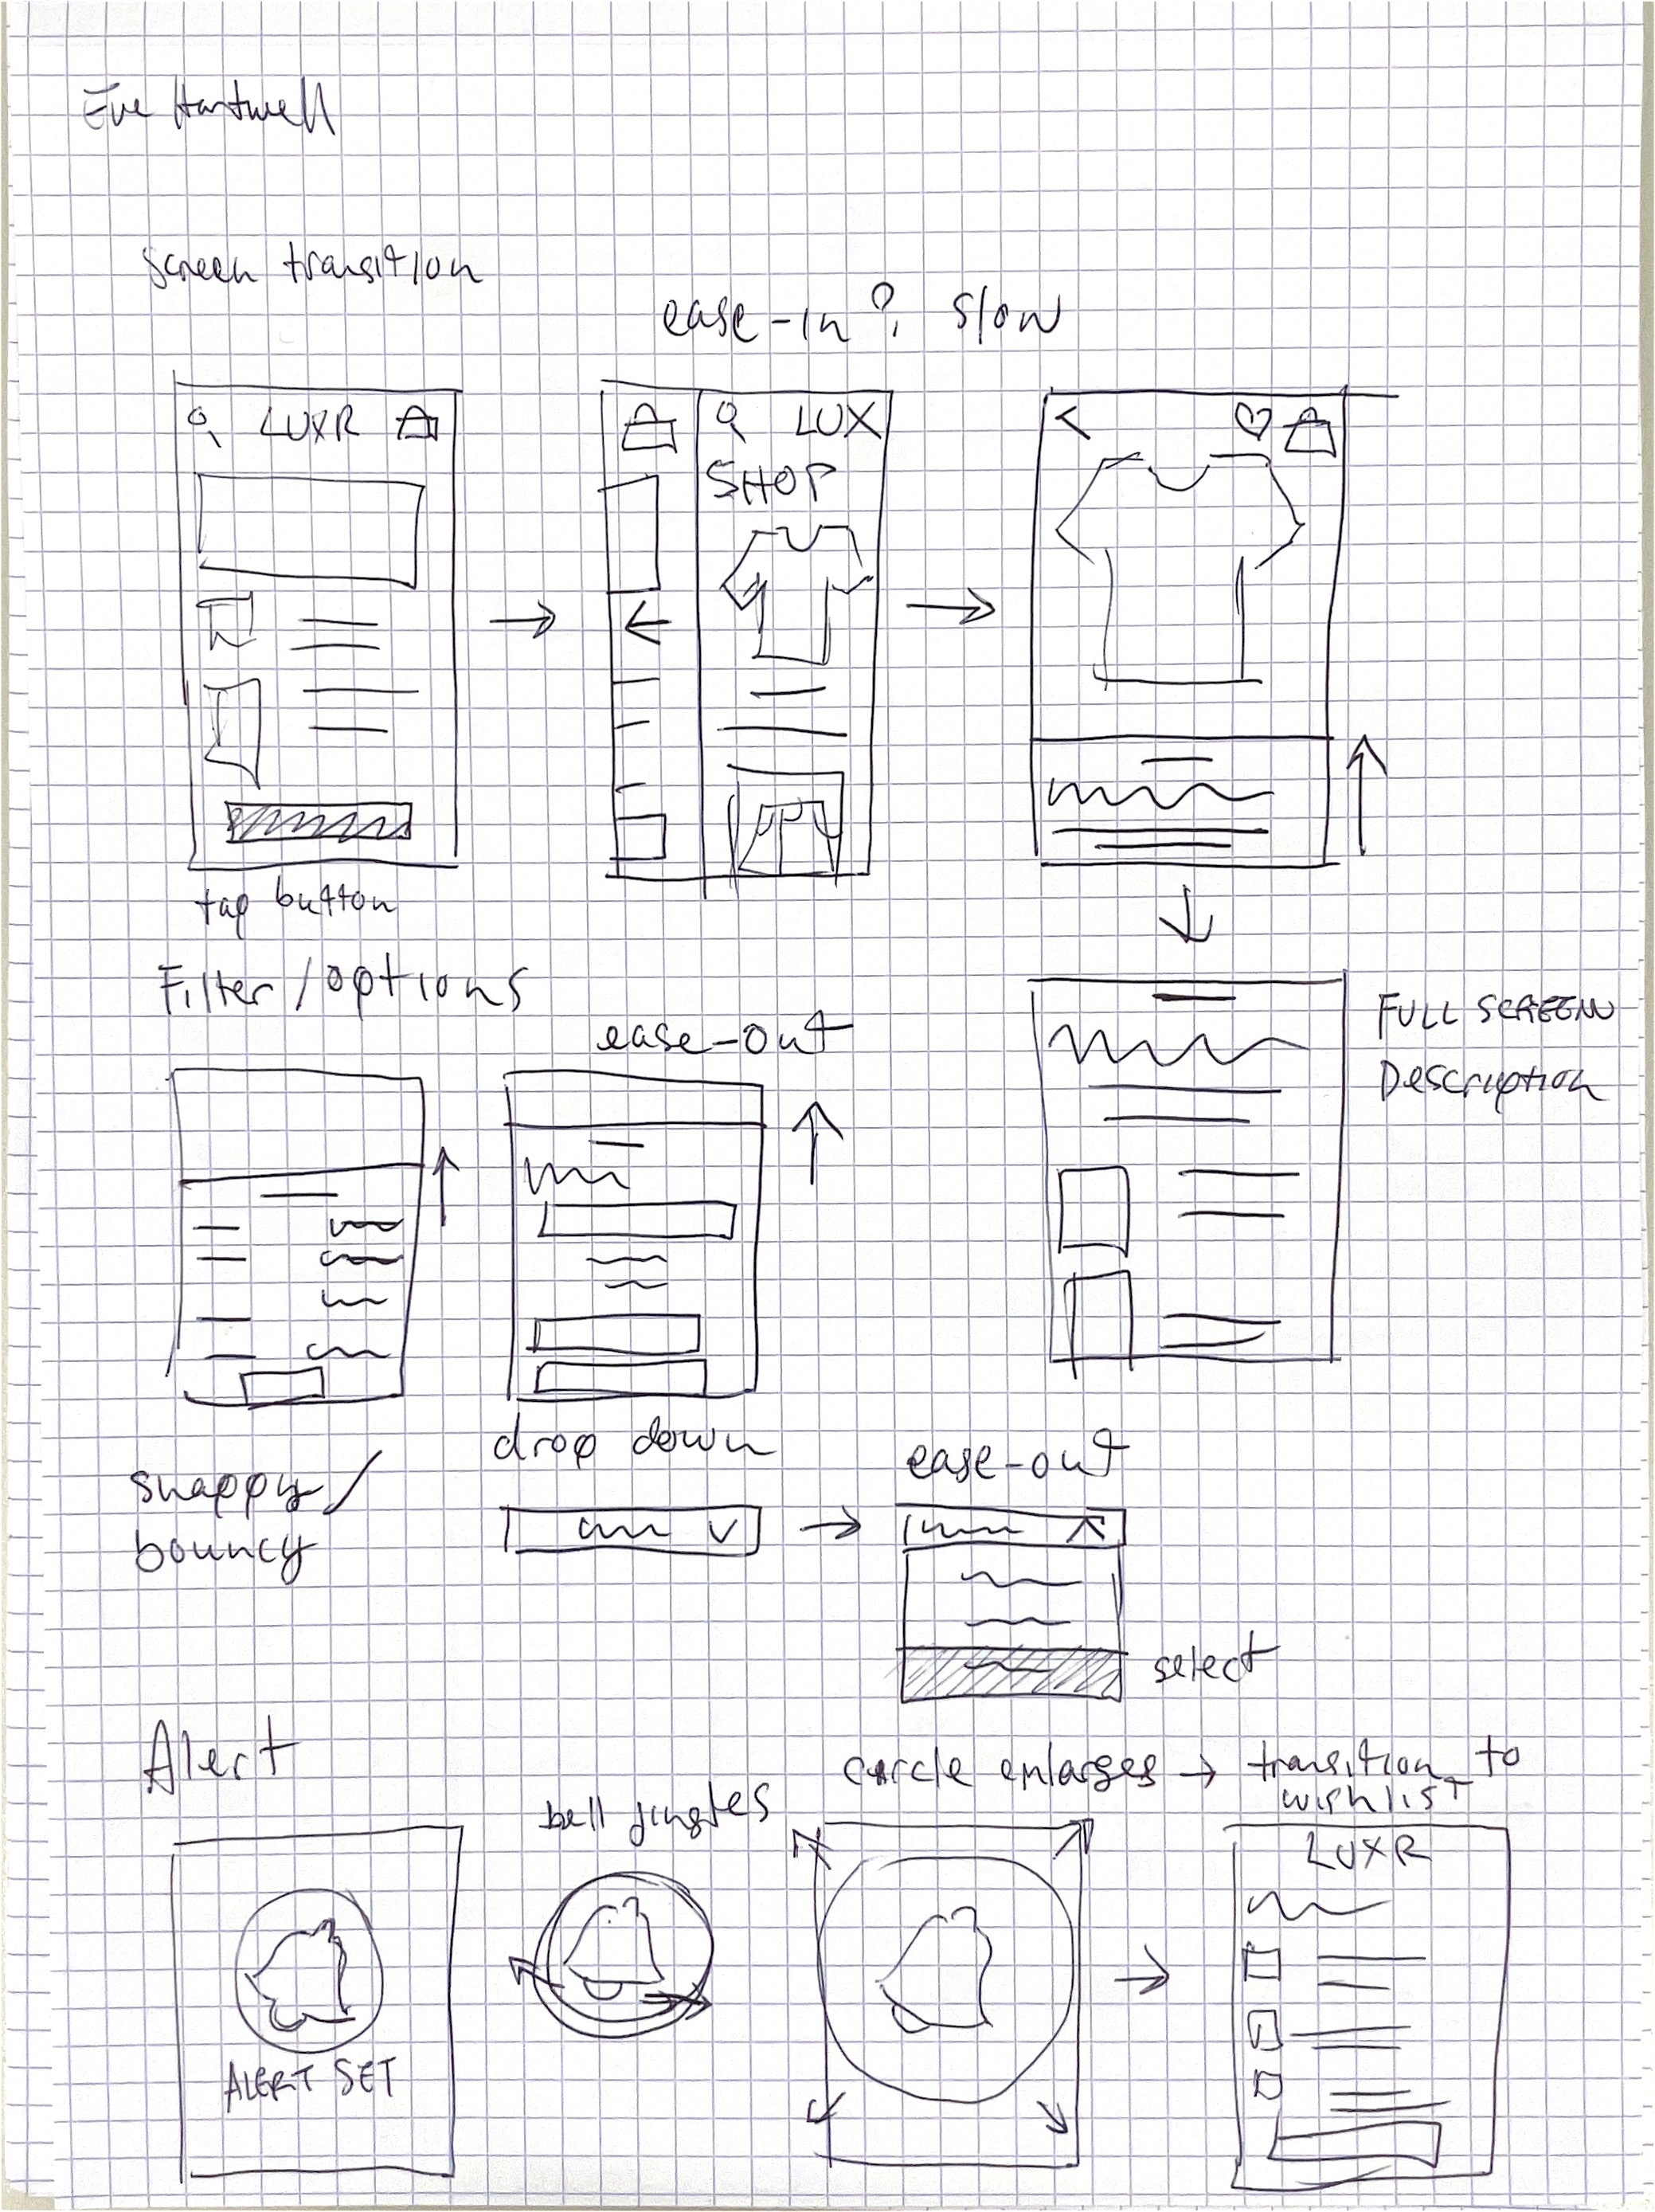 Eve Hartwell
screen transition
ease-in? slow
LUXR
LUX
SHOP
tap button
Filter/options
ease-out
FULL SCREEN
Description
snappy/
bouncy
drop down
ease-out
select
Alert
circle enlarges → transition to
wishlist
bell jingles
ALERT SET
LUXR